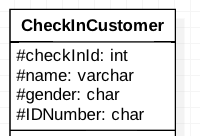 CheckInCustomer
#checkInId: int
#name: varchar
#gender: char
#IDNumber: char